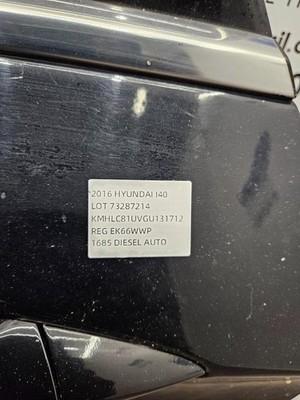 2016 HYUNDAI I40
LOT 73287214
KMHLC81UVGU131712
REG EK66WWP
1685 DIESEL AUTO